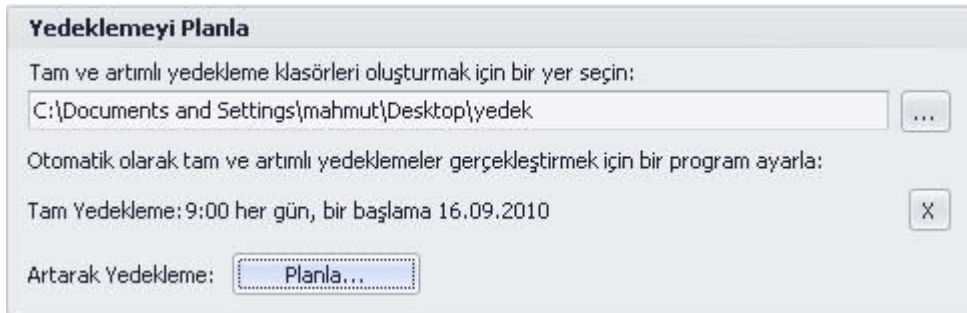 Yedeklemeyi Planla
Tam ve artımlı yedekleme klasörleri oluşturmak için bir yer seçin:
C:\Documents and Settings\mahmut\Desktop\yedek
...
Otomatik olarak tam ve artımlı yedeklemeler gerçekleştirmek için bir program ayarla:
Tam Yedekleme: 9:00 her gün, bir başlama 16.09.2010
X
Artarak Yedekleme: Planla...